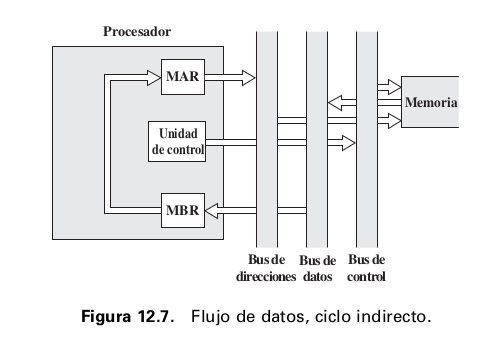 Procesador
MAR
Memoria
Unidad
de control
MBR
Bus de
direcciones
Bus de
datos
Bus de
control
Figura 12.7. Flujo de datos, ciclo indirecto.